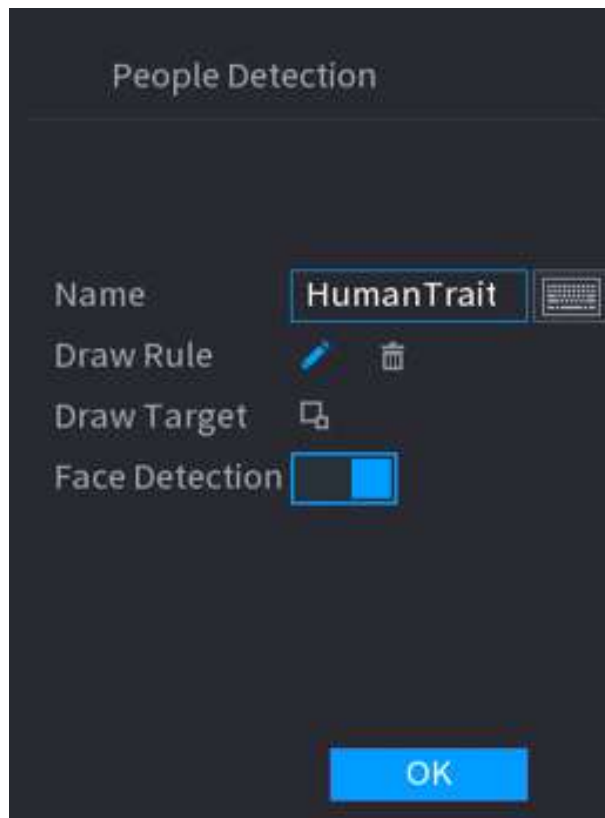 People Detection
Name HumanTrait
Draw Rule
Draw Target
Face Detection
OK